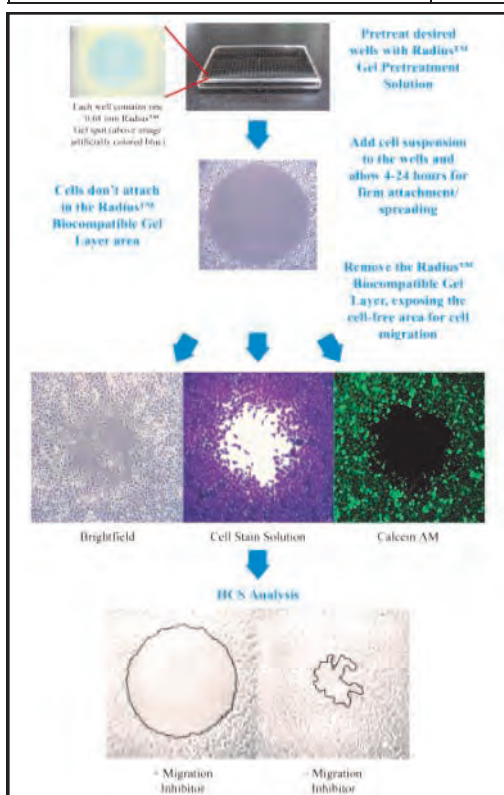 Pretreat desired
wells with Radius™
Gel Pretreatment
Solution
Each well contains one
0.68 mm Radius™
Gel spot (above image
artificially colored blue)
Add cell suspension
to the wells and
allow 4-24 hours for
firm attachment/
spreading
Cells don't attach
in the Radius™
Biocompatible Gel
Layer area
Remove the Radius™
Biocompatible Gel
Layer, exposing the
cell-free area for cell
migration
Brightfield
Cell Stain Solution
Calcein AM
HCS Analysis
+ Migration
Inhibitor
- Migration
Inhibitor